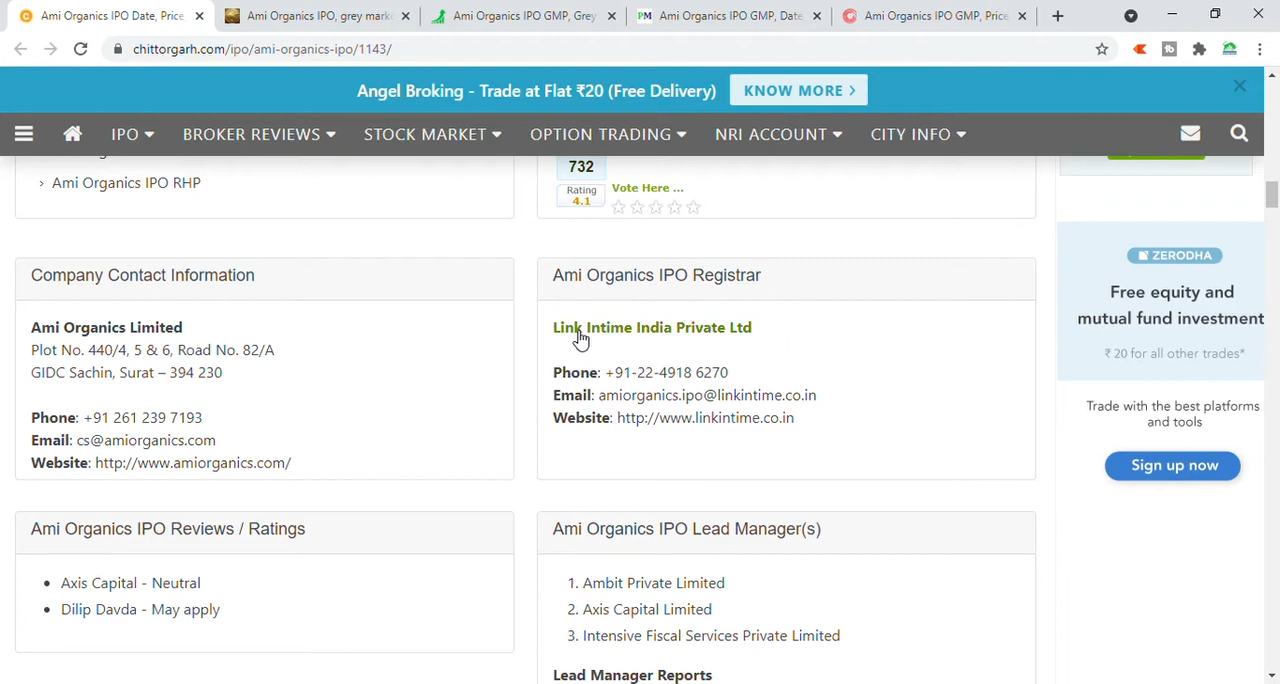 Ami Organics IPO Date, Price,
Ami Organics IPO, grey mark
Ami Organics IPO GMP, Grey
PM Ami Organics IPO GMP, Date
Ami Organics IPO GMP, Price
chittorgarh.com/ipo/ami-organics-ipo/1143/
Angel Broking - Trade at Flat ₹20 (Free Delivery)
KNOW MORE >
IPO
BROKER REVIEWS
STOCK MARKET
OPTION TRADING
NRI ACCOUNT
CITY INFO
› Ami Organics IPO RHP
732
Rating
4.1
Vote Here ...
Company Contact Information
Ami Organics Limited
Plot No. 440/4, 5 & 6, Road No. 82/A
GIDC Sachin, Surat – 394 230
Phone: +91 261 239 7193
Email: cs@amiorganics.com
Website: http://www.amiorganics.com/
Ami Organics IPO Registrar
Link Intime India Private Ltd
Phone: +91-22-4918 6270
Email: amiorganics.ipo@linkintime.co.in
Website: http://www.linkintime.co.in
ZERODHA
Free equity and
mutual fund investment
₹ 20 for all other trades*
Trade with the best platforms
and tools
Sign up now
Ami Organics IPO Reviews / Ratings
• Axis Capital - Neutral
• Dilip Davda - May apply
Ami Organics IPO Lead Manager(s)
1. Ambit Private Limited
2. Axis Capital Limited
3. Intensive Fiscal Services Private Limited
Lead Manager Reports